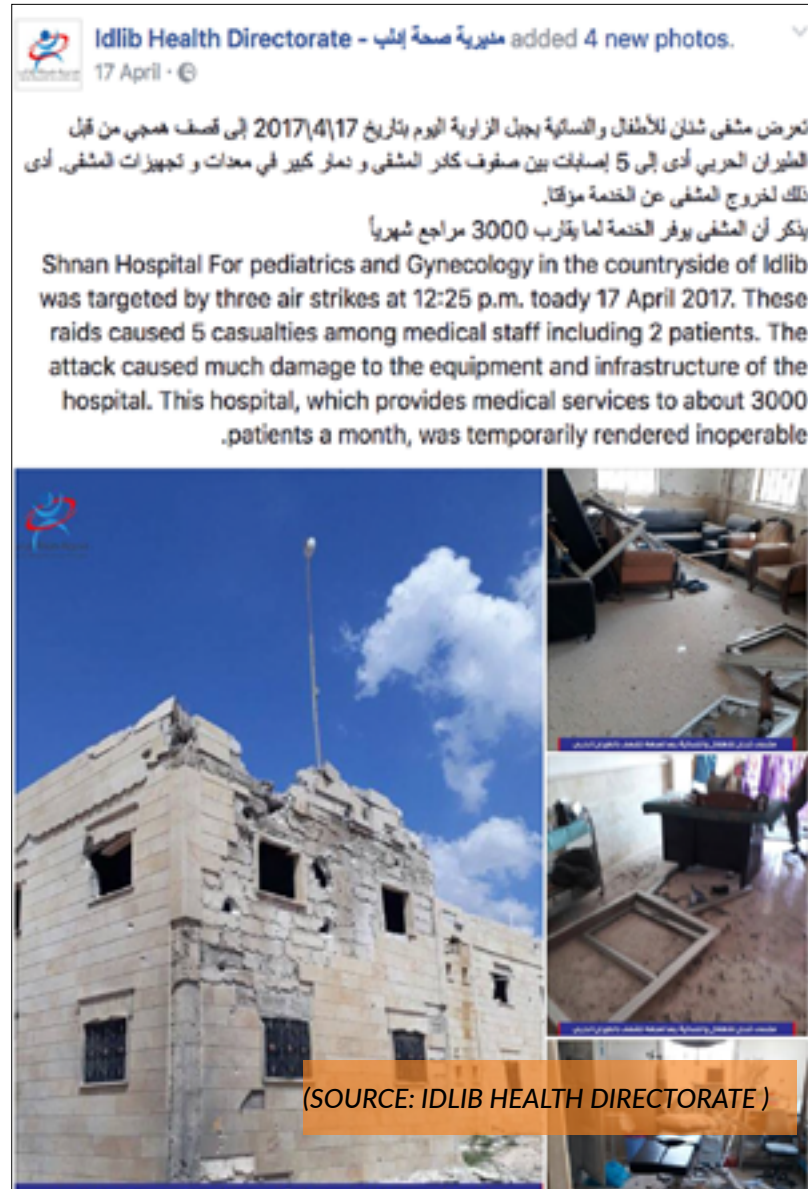 Idlib Health Directorate - مديرية صحة إدلب added 4 new photos.
17 April ·
تعرض مشفى شنان للأطفال والنسائية بجبل الزاوية اليوم بتاريخ 17\4\2017 إلى قصف همجي من قبل
الطيران الحربي أدى إلى 5 إصابات بين صفوف كادر المشفى و دمار كبير في معدات و تجهيزات المشفى. أدى
ذلك لخروج المشفى عن الخدمة مؤقتا.
يذكر أن المشفى يوفر الخدمة لما يقارب 3000 مراجع شهرياً
Shnan Hospital For pediatrics and Gynecology in the countryside of Idlib
was targeted by three air strikes at 12:25 p.m. toady 17 April 2017. These
raids caused 5 casualties among medical staff including 2 patients. The
attack caused much damage to the equipment and infrastructure of the
hospital. This hospital, which provides medical services to about 3000
.patients a month, was temporarily rendered inoperable
(SOURCE: IDLIB HEALTH DIRECTORATE )